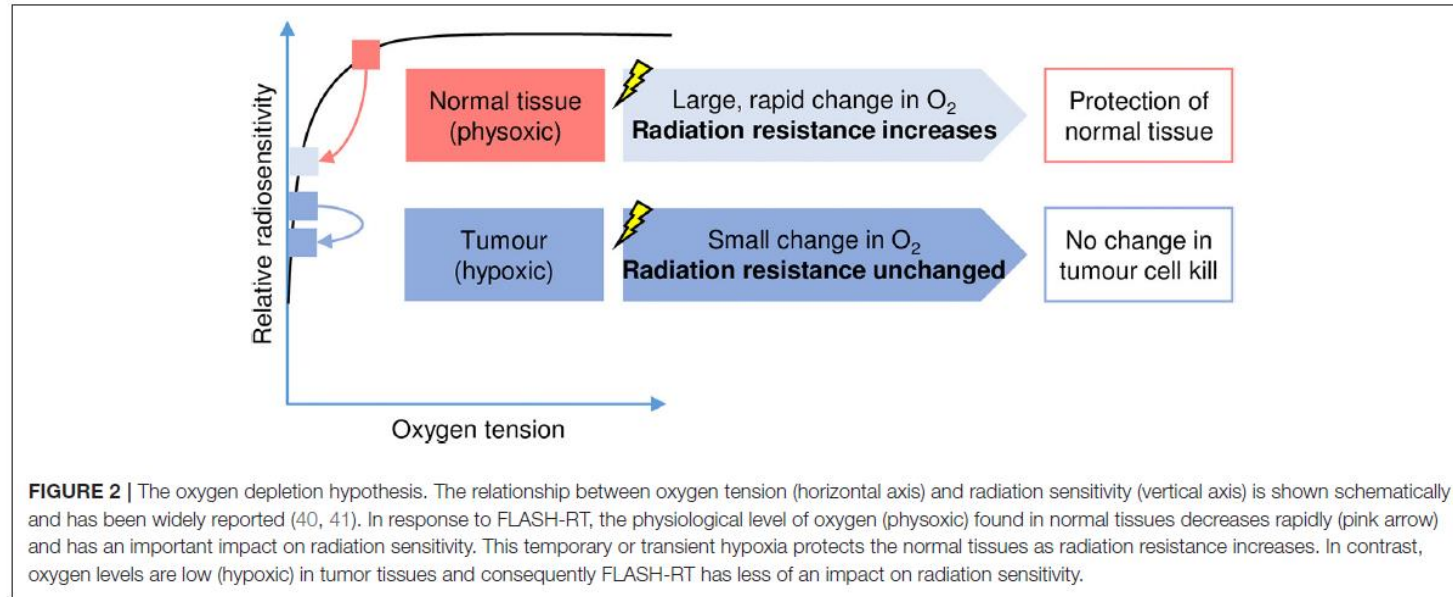 Relative radiosensitivity
Normal tissue
(physoxic)
Large, rapid change in O₂
Radiation resistance increases
Protection of
normal tissue
Tumour
(hypoxic)
Small change in O₂
Radiation resistance unchanged
No change in
tumour cell kill
Oxygen tension
FIGURE 2 | The oxygen depletion hypothesis. The relationship between oxygen tension (horizontal axis) and radiation sensitivity (vertical axis) is shown schematically
and has been widely reported (40, 41). In response to FLASH-RT, the physiological level of oxygen (physoxic) found in normal tissues decreases rapidly (pink arrow)
and has an important impact on radiation sensitivity. This temporary or transient hypoxia protects the normal tissues as radiation resistance increases. In contrast,
oxygen levels are low (hypoxic) in tumor tissues and consequently FLASH-RT has less of an impact on radiation sensitivity.